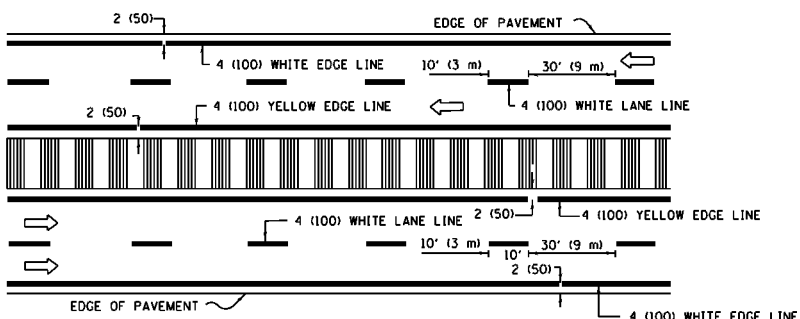 2 (50)
EDGE OF PAVEMENT
4 (100) WHITE EDGE LINE
10' (3 m)
30' (9 m)
2 (50)
4 (100) YELLOW EDGE LINE
4 (100) WHITE LANE LINE
4 (100) WHITE LANE LINE
2 (50)
4 (100) YELLOW EDGE LINE
10' (3 m)
30' (9 m)
10'
2 (50)
EDGE OF PAVEMENT
4 (100) WHITE EDGE LINE